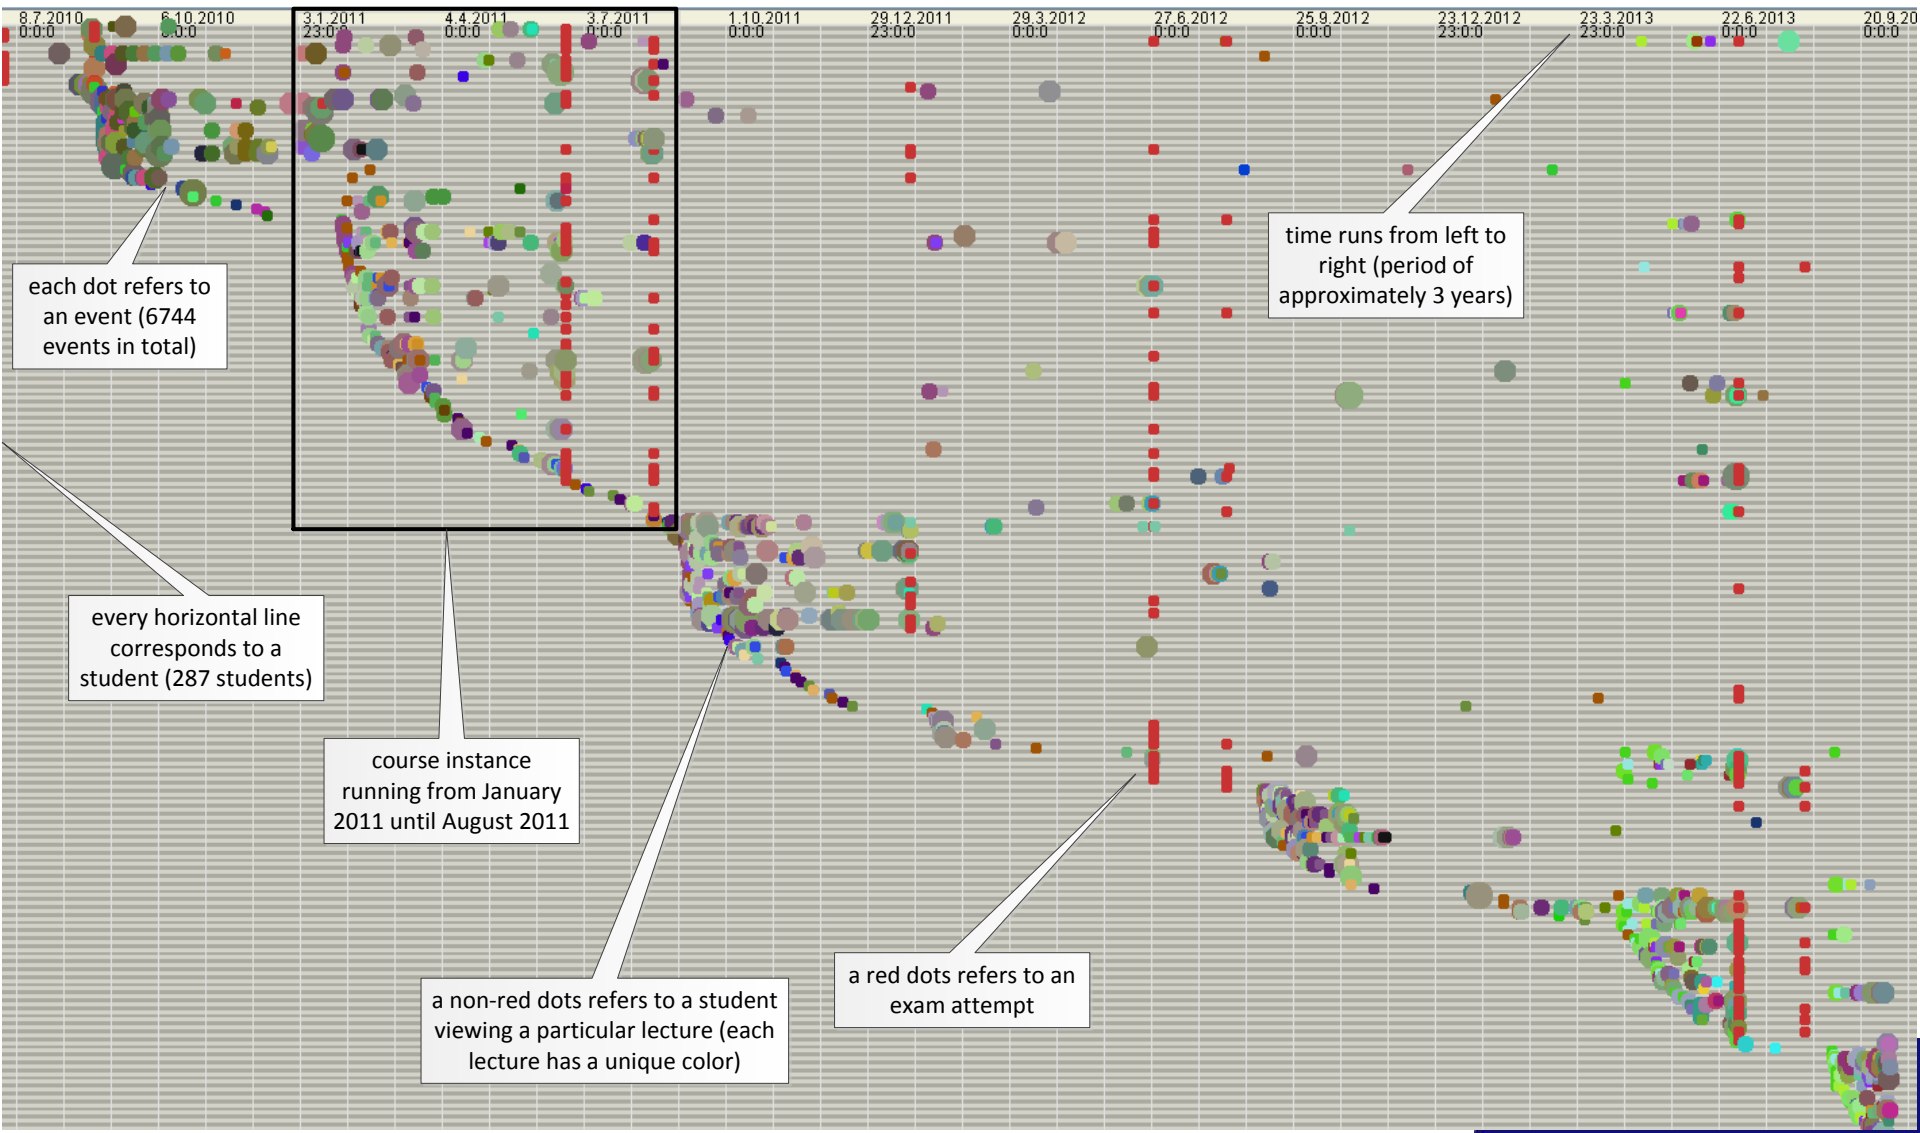 8.7.2010 6.10.2010 3.1.2011 4.4.2011 3.7.2011 1.10.2011 29.12.2011 29.3.2012 27.6.2012 25.9.2012 23.12.2012 23.3.2013 22.6.2013 20.9.20
0:0:0 0:0:0 23:0:0 0:0:0 0:0:0 0:0:0 23:0:0 0:0:0 0:0:0 0:0:0 23:0:0 23:0:0 0:0:0 0:0:0
each dot refers to
an event (6744
events in total)
time runs from left to
right (period of
approximately 3 years)
every horizontal line
corresponds to a
student (287 students)
course instance
running from January
2011 until August 2011
a non-red dots refers to a student
viewing a particular lecture (each
lecture has a unique color)
a red dots refers to an
exam attempt